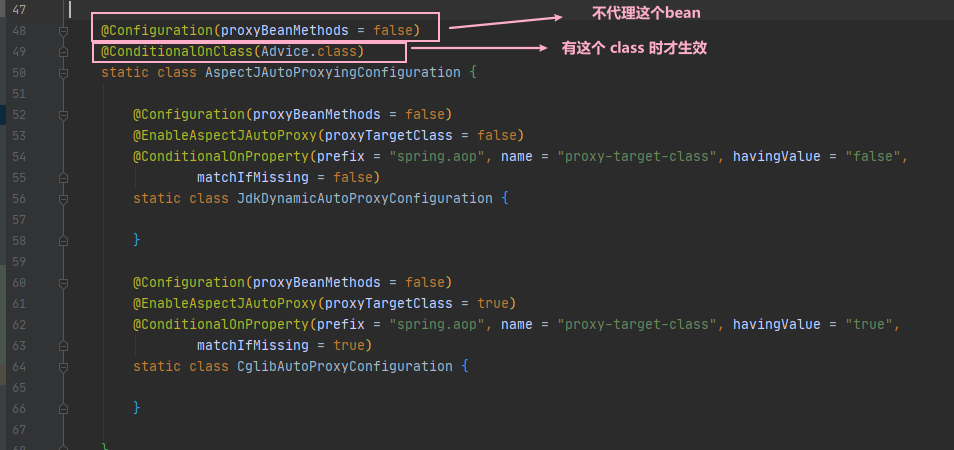 47
48 @Configuration(proxyBeanMethods = false) 不代理这个bean
49 @ConditionalOnClass(Advice.class) 有这个 class 时才生效
50 static class AspectJAutoProxyingConfiguration {
51
52 @Configuration(proxyBeanMethods = false)
53 @EnableAspectJAutoProxy(proxyTargetClass = false)
54 @ConditionalOnProperty(prefix = "spring.aop", name = "proxy-target-class", havingValue = "false",
55 matchIfMissing = false)
56 static class JdkDynamicAutoProxyConfiguration {
57
58 }
59
60 @Configuration(proxyBeanMethods = false)
61 @EnableAspectJAutoProxy(proxyTargetClass = true)
62 @ConditionalOnProperty(prefix = "spring.aop", name = "proxy-target-class", havingValue = "true",
63 matchIfMissing = true)
64 static class CglibAutoProxyConfiguration {
65
66 }
67